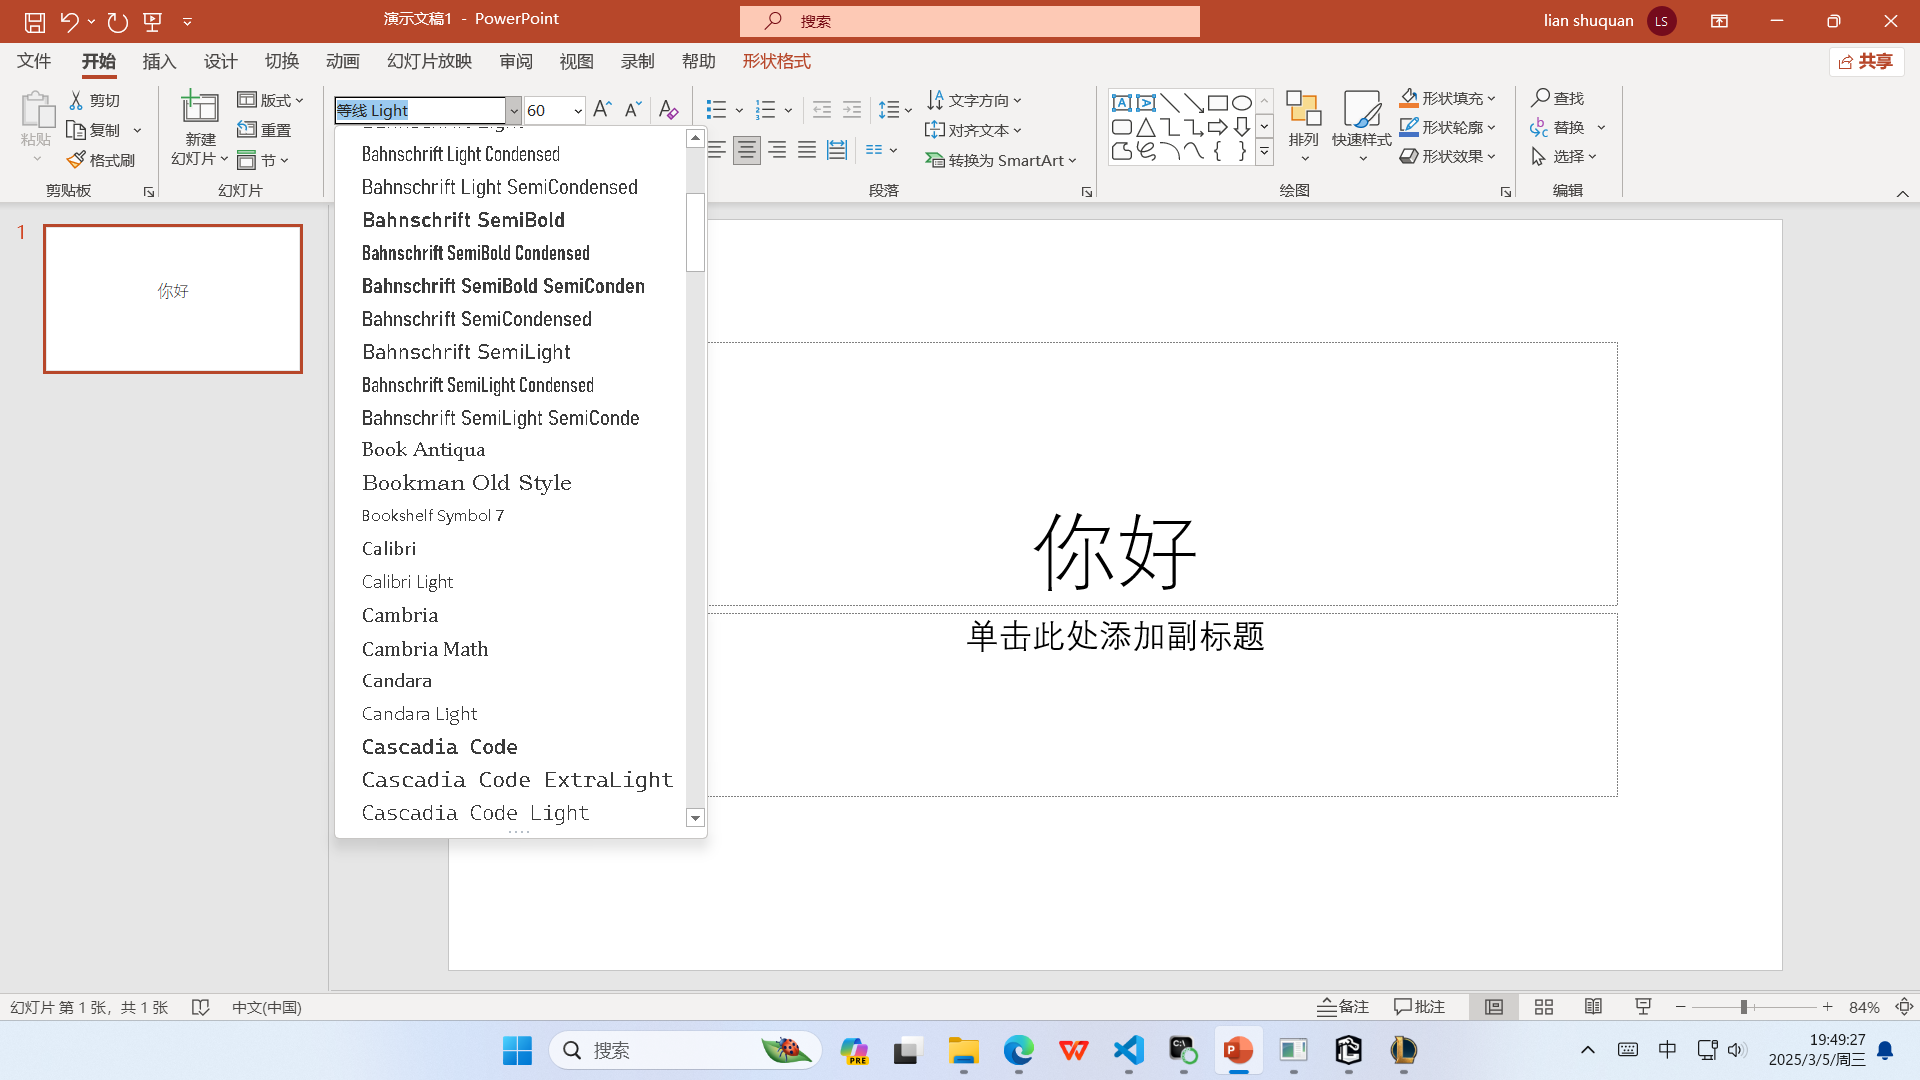 演示文稿1 - PowerPoint
搜索
lian shuquan
LS
文件
开始
插入
设计
切换
动画
幻灯片放映
审阅
视图
录制
帮助
形状格式
共享
粘贴
剪切
复制
格式刷
剪贴板
新建
幻灯片
版式
重置
节
幻灯片
等线 Light
60
文字方向
对齐文本
转换为 SmartArt
段落
排列
快速样式
形状填充
形状轮廓
形状效果
绘图
查找
替换
选择
编辑
Bahnschrift Light Condensed
Bahnschrift Light SemiCondensed
Bahnschrift SemiBold
Bahnschrift SemiBold Condensed
Bahnschrift SemiBold SemiConden
Bahnschrift SemiCondensed
Bahnschrift SemiLight
Bahnschrift SemiLight Condensed
Bahnschrift SemiLight SemiConde
Book Antiqua
Bookman Old Style
Bookshelf Symbol 7
Calibri
Calibri Light
Cambria
Cambria Math
Candara
Candara Light
Cascadia Code
Cascadia Code ExtraLight
Cascadia Code Light
1
你好
你好
单击此处添加副标题
幻灯片 第 1 张，共 1 张
中文(中国)
备注
批注
84%
搜索
PRE
中
19:49:27
2025/3/5/周三